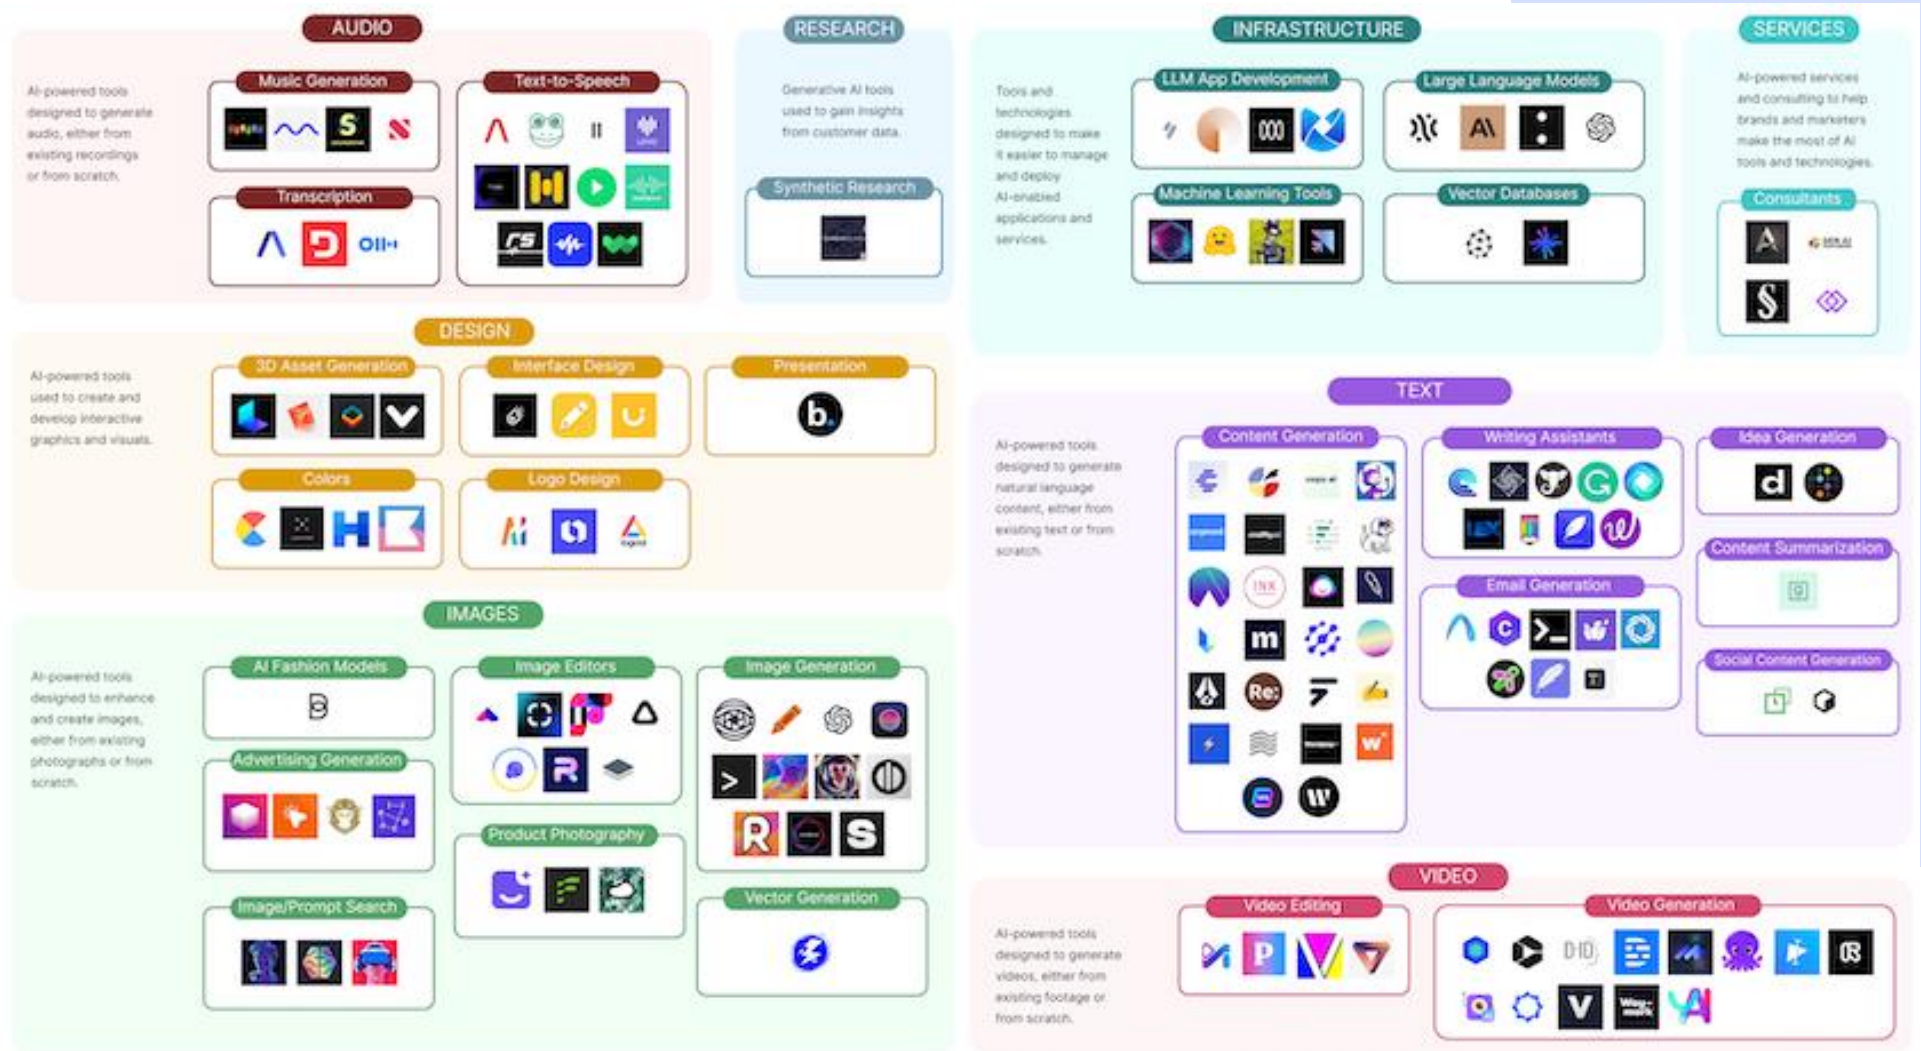 AUDIO
AI-powered tools
designed to generate
audio, either from
existing recordings
or from scratch.
Music Generation
Text-to-Speech
Transcription
RESEARCH
Generative AI tools
used to gain insights
from customer data.
Synthetic Research
INFRASTRUCTURE
Tools and
technologies
designed to make
it easier to manage
and deploy
AI-enabled
applications and
services.
LLM App Development
Large Language Models
Machine Learning Tools
Vector Databases
SERVICES
AI-powered services
and consulting to help
brands and marketers
make the most of AI
tools and technologies.
Consultants
DESIGN
AI-powered tools
used to create and
develop interactive
graphics and visuals.
3D Asset Generation
Interface Design
Presentation
b.
Colors
Logo Design
IMAGES
AI-powered tools
designed to enhance
and create images,
either from existing
photographs or from
scratch.
AI Fashion Models
Image Editors
Image Generation
Advertising Generation
Product Photography
Image/Prompt Search
Vector Generation
TEXT
AI-powered tools
designed to generate
natural language
content, either from
existing text or from
scratch.
Content Generation
INK
m
Re:
Writing Assistants
LEX
Idea Generation
d
Content Summarization
Email Generation
Social Content Generation
VIDEO
AI-powered tools
designed to generate
videos, either from
existing footage or
from scratch.
Video Editing
P
Video Generation
D-ID
V
Way-
mark